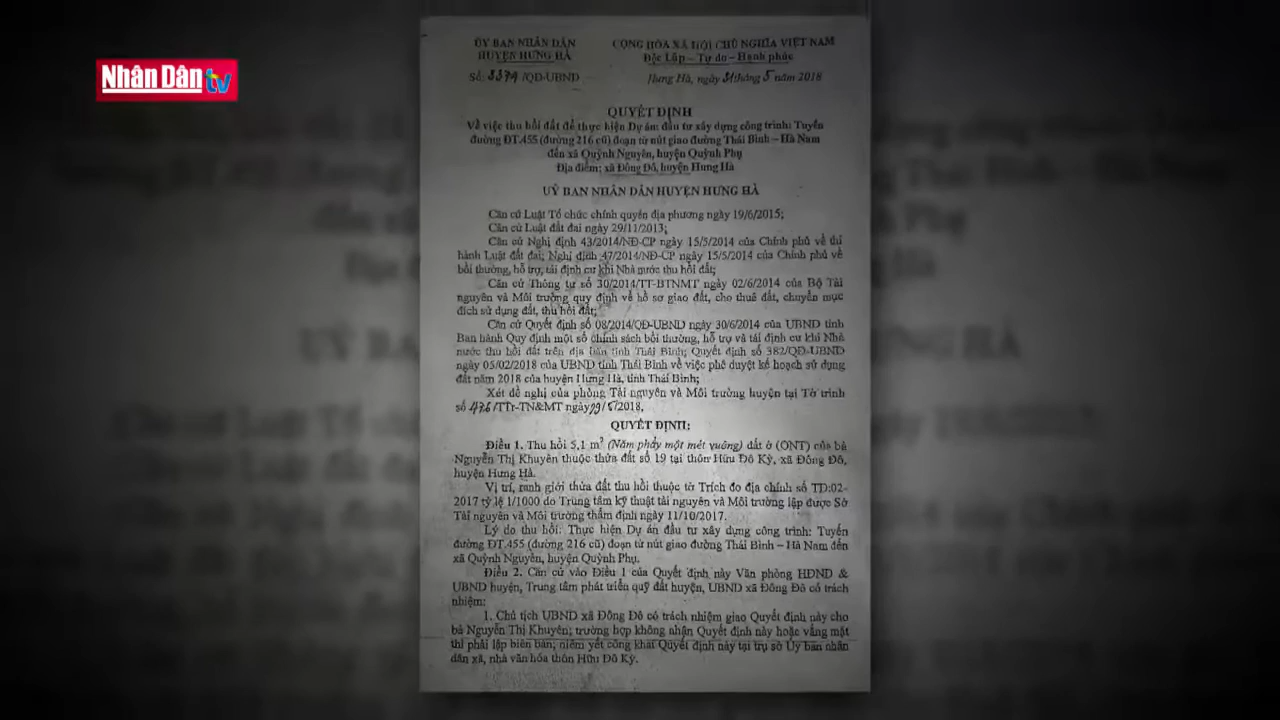 Nhân Dân tv
ỦY BAN NHÂN DÂN
HUYỆN HƯNG HÀ
CỘNG HÒA XÃ HỘI CHỦ NGHĨA VIỆT NAM
Độc Lập – Tự do – Hạnh phúc
Số: 3374 /QĐ-UBND
Hưng Hà, ngày 31 tháng 5 năm 2018
QUYẾT ĐỊNH
Về việc thu hồi đất để thực hiện Dự án: đầu tư xây dựng công trình: Tuyến
đường ĐT.455 (đường 216 cũ) đoạn từ nút giao đường Thái Bình – Hà Nam
đến xã Quỳnh Nguyên, huyện Quỳnh Phụ
Địa điểm: xã Đông Đô, huyện Hưng Hà
UỶ BAN NHÂN DÂN HUYỆN HƯNG HÀ
Căn cứ Luật Tổ chức chính quyền địa phương ngày 19/6/2015;
Căn cứ Luật đất đai ngày 29/11/2013;
Căn cứ Nghị định 43/2014/NĐ-CP ngày 15/5/2014 của Chính phủ về thi
hành Luật đất đai; Nghị định 47/2014/NĐ-CP ngày 15/5/2014 của Chính phủ về
bồi thường, hỗ trợ, tái định cư khi Nhà nước thu hồi đất;
Căn cứ Thông tư số 30/2014/TT-BTNMT ngày 02/6/2014 của Bộ Tài
nguyên và Môi trường quy định về hồ sơ giao đất, cho thuê đất, chuyển mục
đích sử dụng đất, thu hồi đất;
Căn cứ Quyết định số 08/2014/QĐ-UBND ngày 30/6/2014 của UBND tỉnh
Ban hành Quy định một số chính sách bồi thường, hỗ trợ và tái định cư khi Nhà
nước thu hồi đất trên địa bàn tỉnh Thái Bình; Quyết định số 382/QĐ-UBND
ngày 05/02/2018 của UBND tỉnh Thái Bình về việc phê duyệt kế hoạch sử dụng
đất năm 2018 của huyện Hưng Hà, tỉnh Thái Bình;
Xét đề nghị của phòng Tài nguyên và Môi trường huyện tại Tờ trình
số 476/TTr-TN&MT ngày 29/5/2018.
QUYẾT ĐỊNH:
Điều 1. Thu hồi 5,1 m² (Năm phẩy một mét vuông) đất ở (ONT) của bà
Nguyễn Thị Khuyên thuộc thửa đất số 19 tại thôn Hữu Đô Kỳ, xã Đông Đô,
huyện Hưng Hà.
Vị trí, ranh giới thửa đất thu hồi thuộc tờ Trích đo địa chính số TĐ:02-
2017 tỷ lệ 1/1000 do Trung tâm kỹ thuật tài nguyên và Môi trường lập được Sở
Tài nguyên và Môi trường thẩm định ngày 11/10/2017.
Lý do thu hồi: Thực hiện Dự án đầu tư xây dựng công trình: Tuyến
đường ĐT.455 (đường 216 cũ) đoạn từ nút giao đường Thái Bình – Hà Nam đến
xã Quỳnh Nguyên, huyện Quỳnh Phụ.
Điều 2. Căn cứ vào Điều 1 của Quyết định này Văn phòng HĐND &
UBND huyện, Trung tâm phát triển quỹ đất huyện, UBND xã Đông Đô có trách
nhiệm:
1. Chủ tịch UBND xã Đông Đô có trách nhiệm giao Quyết định này cho
bà Nguyễn Thị Khuyên; trường hợp không nhận Quyết định này hoặc vắng mặt
thì phải lập biên bản; niêm yết công khai Quyết định này tại trụ sở Ủy ban nhân
dân xã, nhà văn hóa thôn Hữu Đô Kỳ.